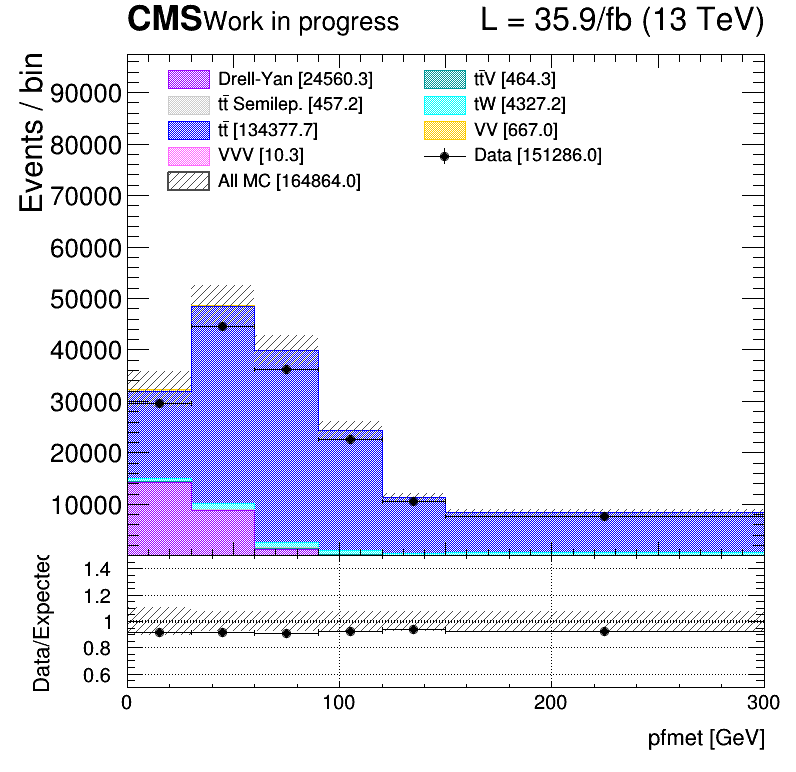 CMS Work in progress L = 35.9/fb (13 TeV)
Events / bin
90000
80000
70000
60000
50000
40000
30000
20000
10000
Drell-Yan [24560.3]
tt̄ Semilep. [457.2]
tt̄ [134377.7]
VVV [10.3]
All MC [164864.0]
tt̄V [464.3]
tW [4327.2]
VV [667.0]
Data [151286.0]
Data/Expected
1.4
1.2
1
0.8
0.6
0 100 200 300
pfmet [GeV]